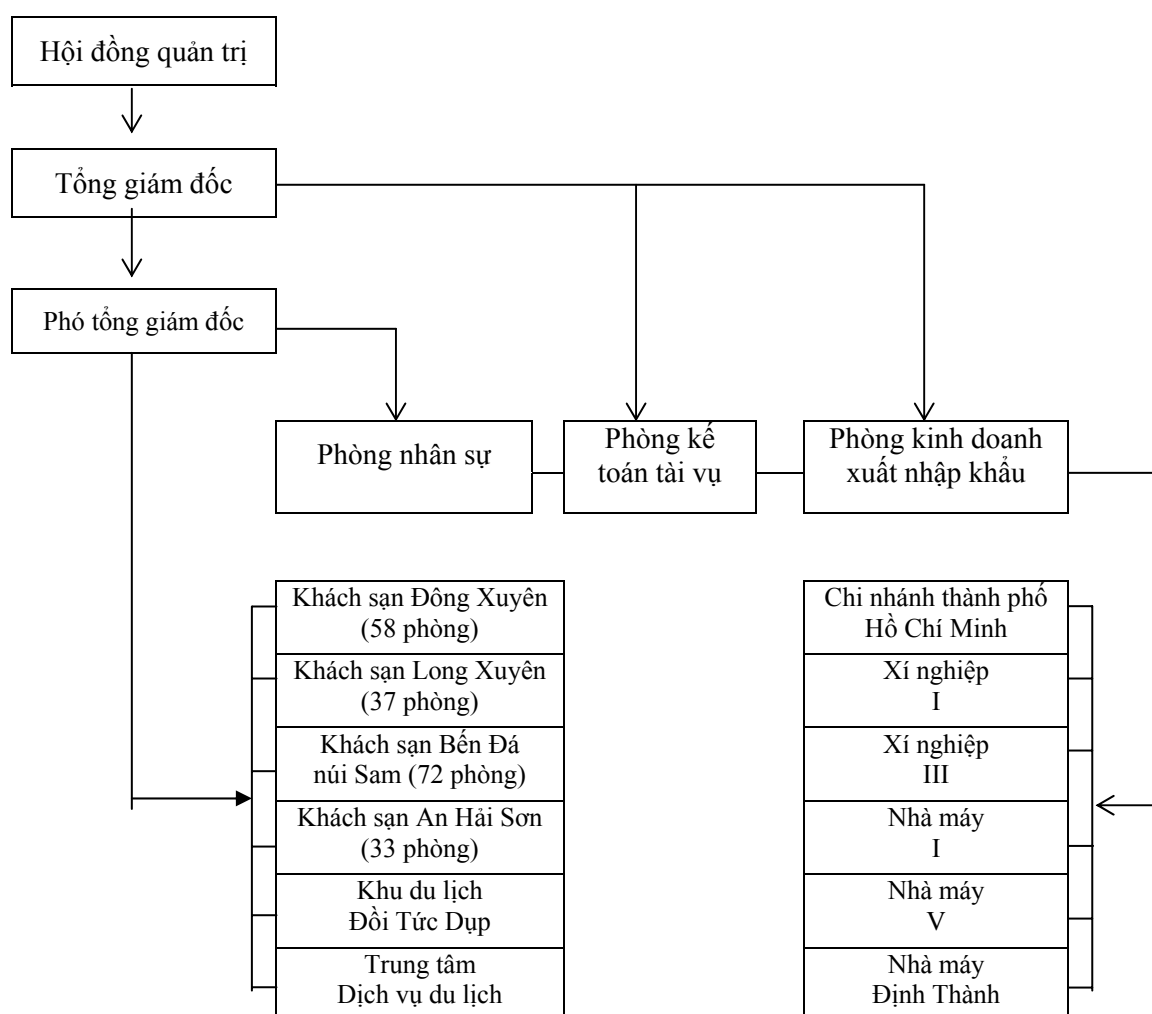 Hội đồng quản trị
Tổng giám đốc
Phó tổng giám đốc
Phòng nhân sự
Phòng kế
toán tài vụ
Phòng kinh doanh
xuất nhập khẩu
Khách sạn Đông Xuyên
(58 phòng)
Khách sạn Long Xuyên
(37 phòng)
Khách sạn Bến Đá
núi Sam (72 phòng)
Khách sạn An Hải Sơn
(33 phòng)
Khu du lịch
Đồi Tức Dụp
Trung tâm
Dịch vụ du lịch
Chi nhánh thành phố
Hồ Chí Minh
Xí nghiệp
I
Xí nghiệp
III
Nhà máy
I
Nhà máy
V
Nhà máy
Định Thành